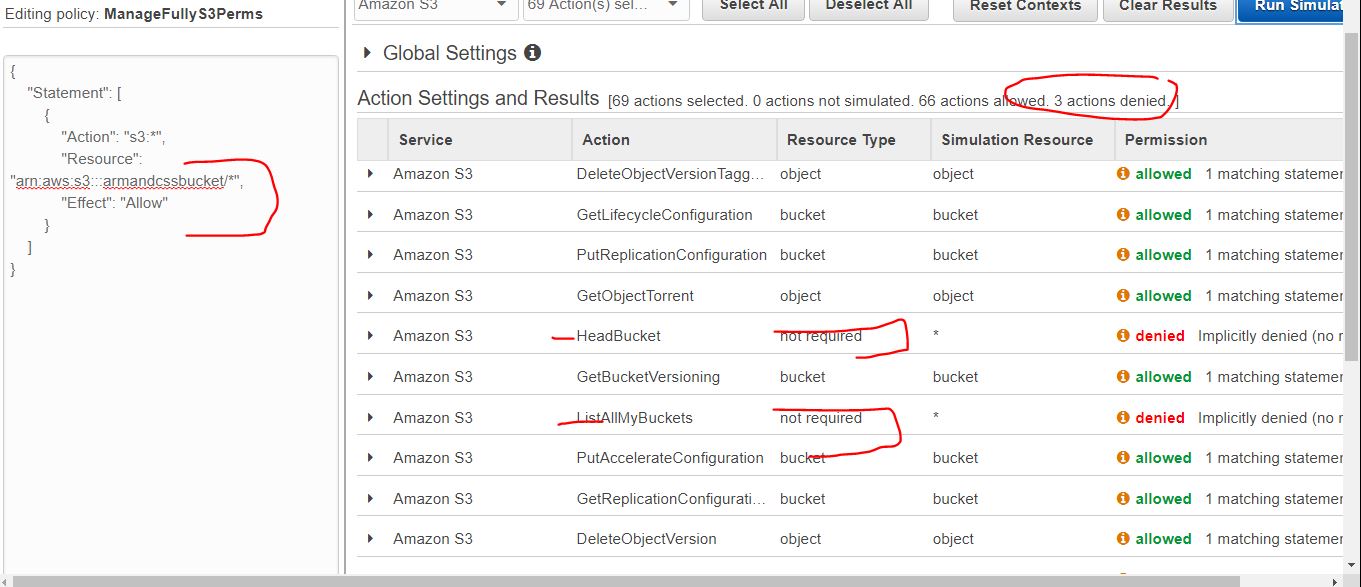 Editing policy: ManageFullyS3Perms
Amazon S3 69 Action(s) sel... Select All Deselect All Reset Contexts Clear Results Run Simulat
{
"Statement": [
{
"Action": "s3:*",
"Resource":
"arn:aws:s3:::armandcssbucket/*",
"Effect": "Allow"
}
]
}
Global Settings
Action Settings and Results [69 actions selected. 0 actions not simulated. 66 actions allowed. 3 actions denied. ]
Service Action Resource Type Simulation Resource Permission
Amazon S3 DeleteObjectVersionTagg... object object allowed 1 matching statemer
Amazon S3 GetLifecycleConfiguration bucket bucket allowed 1 matching statemer
Amazon S3 PutReplicationConfiguration bucket bucket allowed 1 matching statemer
Amazon S3 GetObjectTorrent object object allowed 1 matching statemer
Amazon S3 HeadBucket not required * denied Implicitly denied (no r
Amazon S3 GetBucketVersioning bucket bucket allowed 1 matching statemer
Amazon S3 ListAllMyBuckets not required * denied Implicitly denied (no r
Amazon S3 PutAccelerateConfiguration bucket bucket allowed 1 matching statemer
Amazon S3 GetReplicationConfigurati... bucket bucket allowed 1 matching statemer
Amazon S3 DeleteObjectVersion object object allowed 1 matching statemer